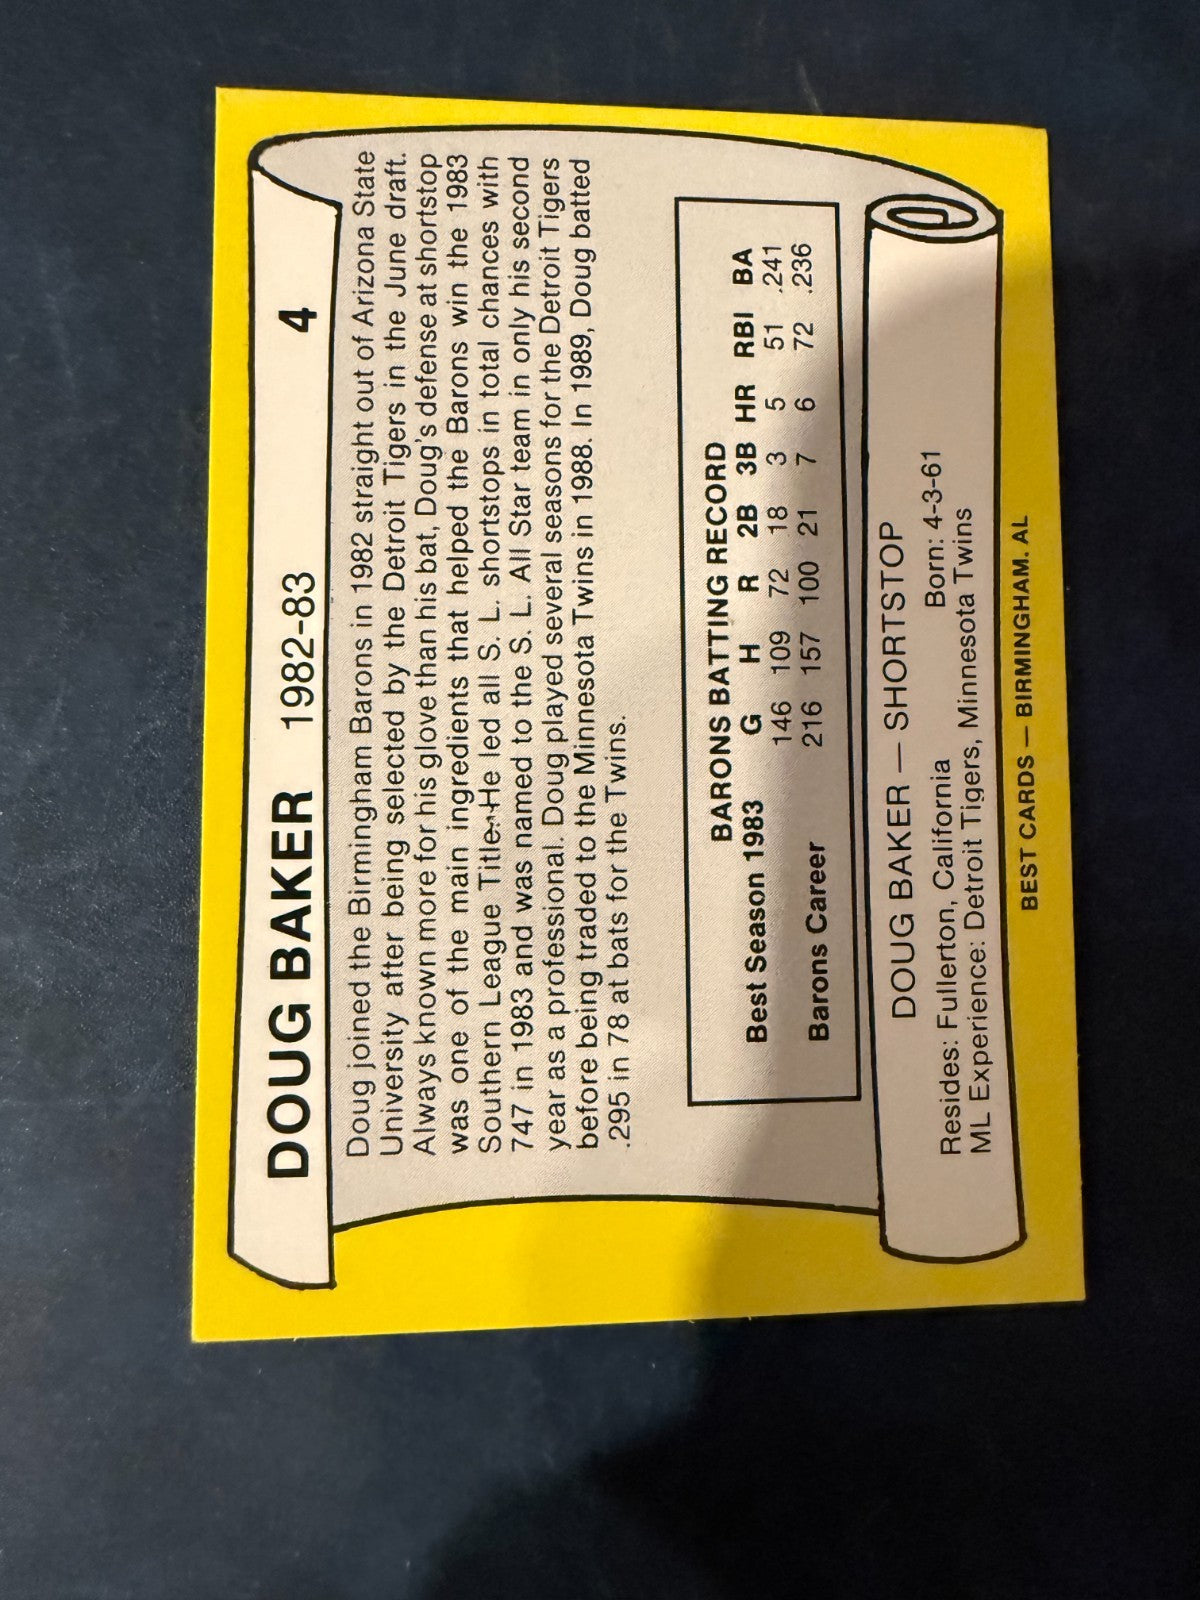 DOUG BAKER 1982-83 4
Doug joined the Birmingham Barons in 1982 straight out of Arizona State
University after being selected by the Detroit Tigers in the June draft.
Always known more for his glove than his bat, Doug's defense at shortstop
was one of the main ingredients that helped the Barons win the 1983
Southern League Title. He led all S. L. shortstops in total chances with
747 in 1983 and was named to the S. L. All Star team in only his second
year as a professional. Doug played several seasons for the Detroit Tigers
before being traded to the Minnesota Twins in 1988. In 1989, Doug batted
.295 in 78 at bats for the Twins.
BARONS BATTING RECORD
G H R 2B 3B HR RBI BA
Best Season 1983 146 109 72 18 3 5 51 .241
Barons Career 216 157 100 21 7 6 72 .236
DOUG BAKER — SHORTSTOP
Resides: Fullerton, California Born: 4-3-61
ML Experience: Detroit Tigers, Minnesota Twins
BEST CARDS — BIRMINGHAM. AL